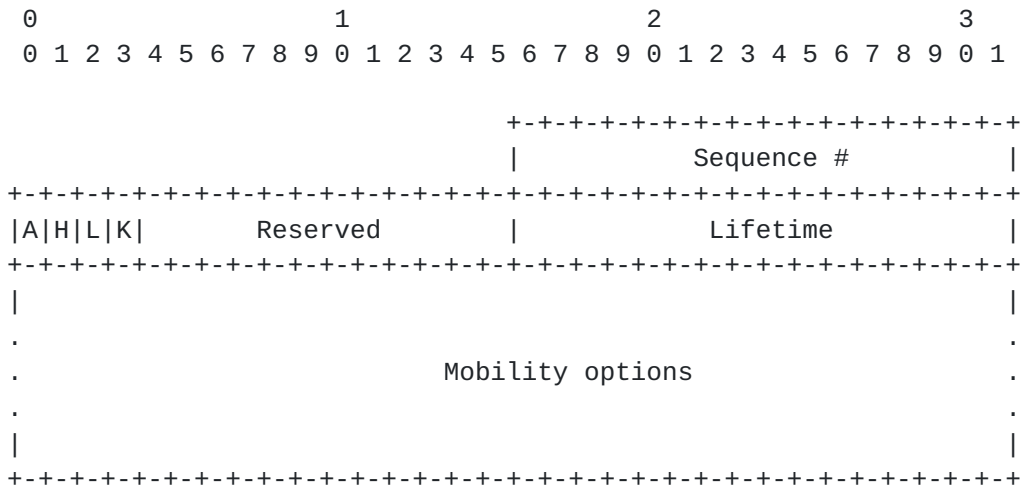 0                   1                   2                   3
 0 1 2 3 4 5 6 7 8 9 0 1 2 3 4 5 6 7 8 9 0 1 2 3 4 5 6 7 8 9 0 1

                                +-+-+-+-+-+-+-+-+-+-+-+-+-+-+-+-+
                                |           Sequence #          |
+-+-+-+-+-+-+-+-+-+-+-+-+-+-+-+-+-+-+-+-+-+-+-+-+-+-+-+-+-+-+-+-+
|A|H|L|K|       Reserved        |            Lifetime           |
+-+-+-+-+-+-+-+-+-+-+-+-+-+-+-+-+-+-+-+-+-+-+-+-+-+-+-+-+-+-+-+-+
|                                                               |
.                                                               .
.                           Mobility options                    .
.                                                               .
|                                                               |
+-+-+-+-+-+-+-+-+-+-+-+-+-+-+-+-+-+-+-+-+-+-+-+-+-+-+-+-+-+-+-+-+